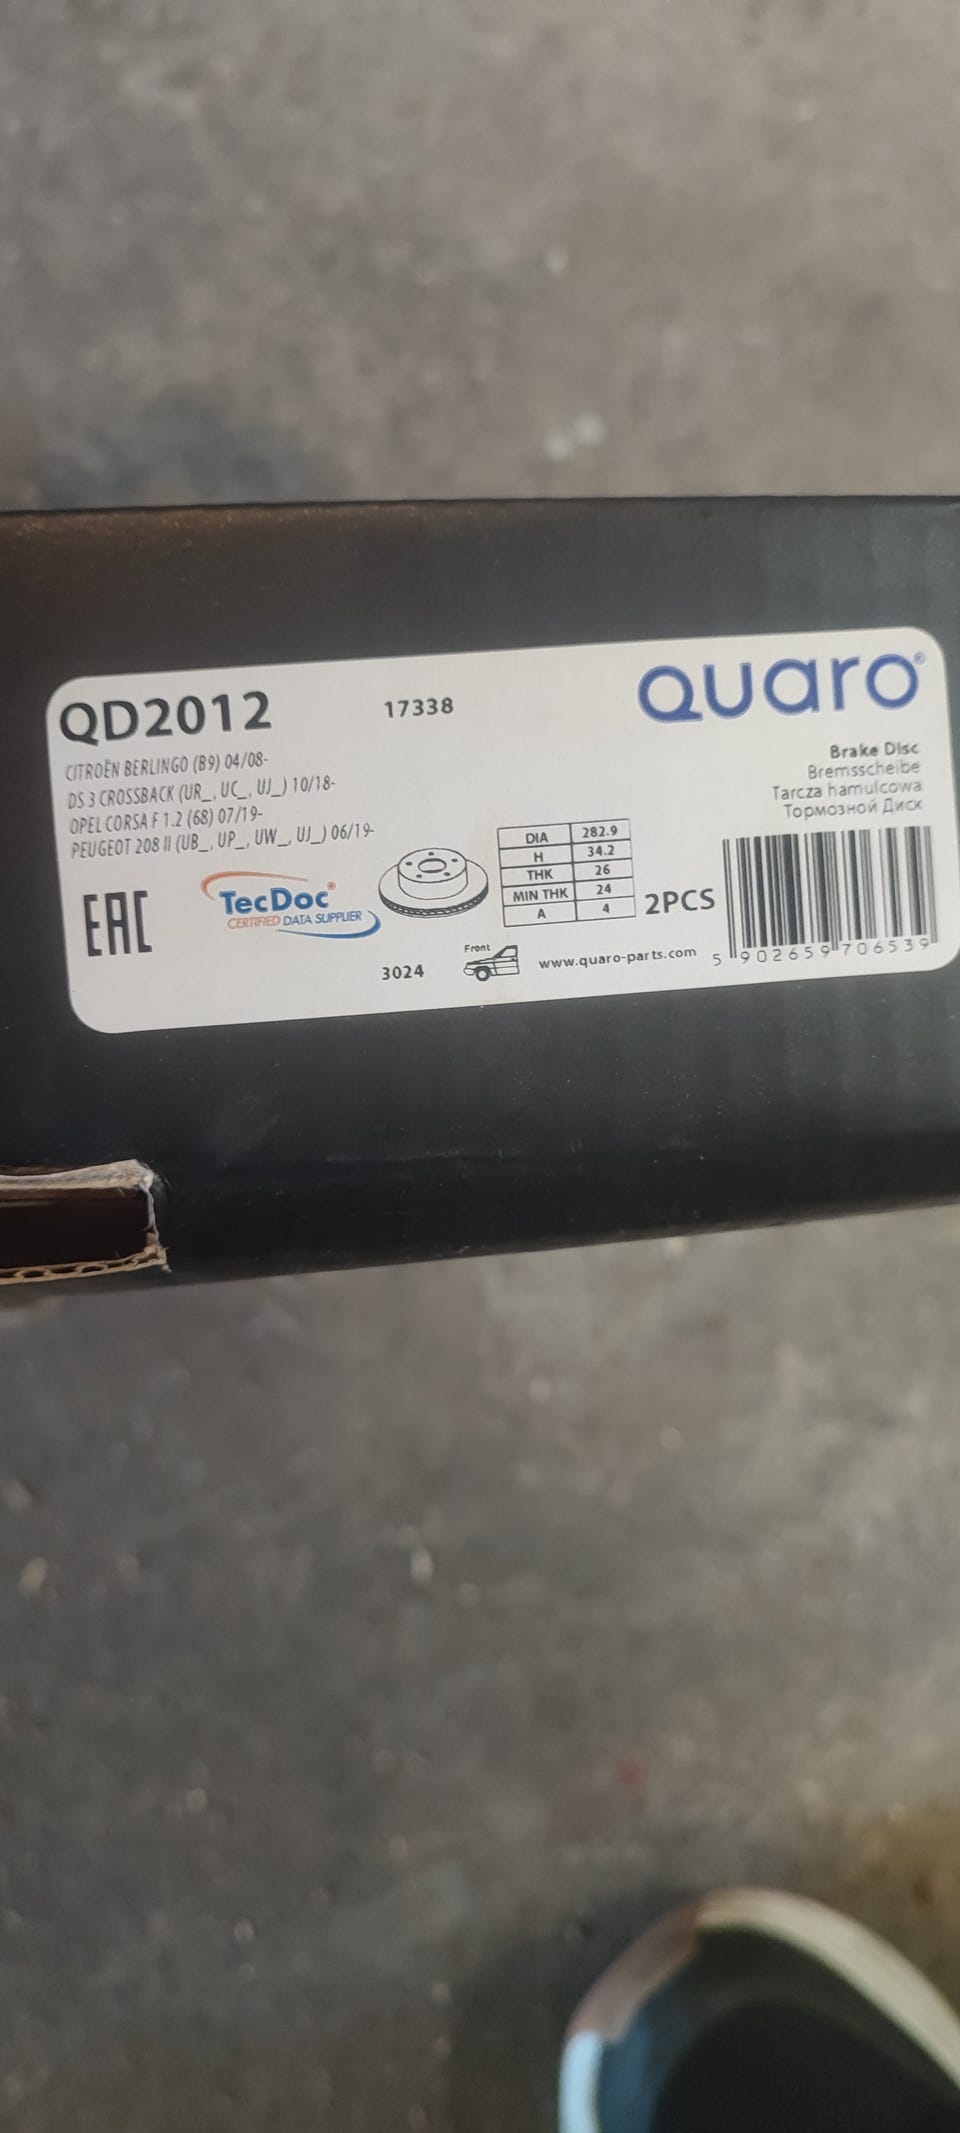 QD2012
17338
QUARO®
CITROËN BERLINGO (B9) 04/08-
DS 3 CROSSBACK (UR_, UC_, UJ_) 10/18-
OPEL CORSA F 1.2 (68) 07/19-
PEUGEOT 208 II (UB_, UP_, UW_, UJ_) 06/19-
Brake Disc
Bremsscheibe
Tarcza hamulcowa
Тормозной Диск
EAC
TecDoc®
CERTIFIED DATA SUPPLIER
DIA 282.9
H 34.2
THK 26
MIN THK 24
A 4
2PCS
3024
Front
www.quaro-parts.com
5 902659 706539